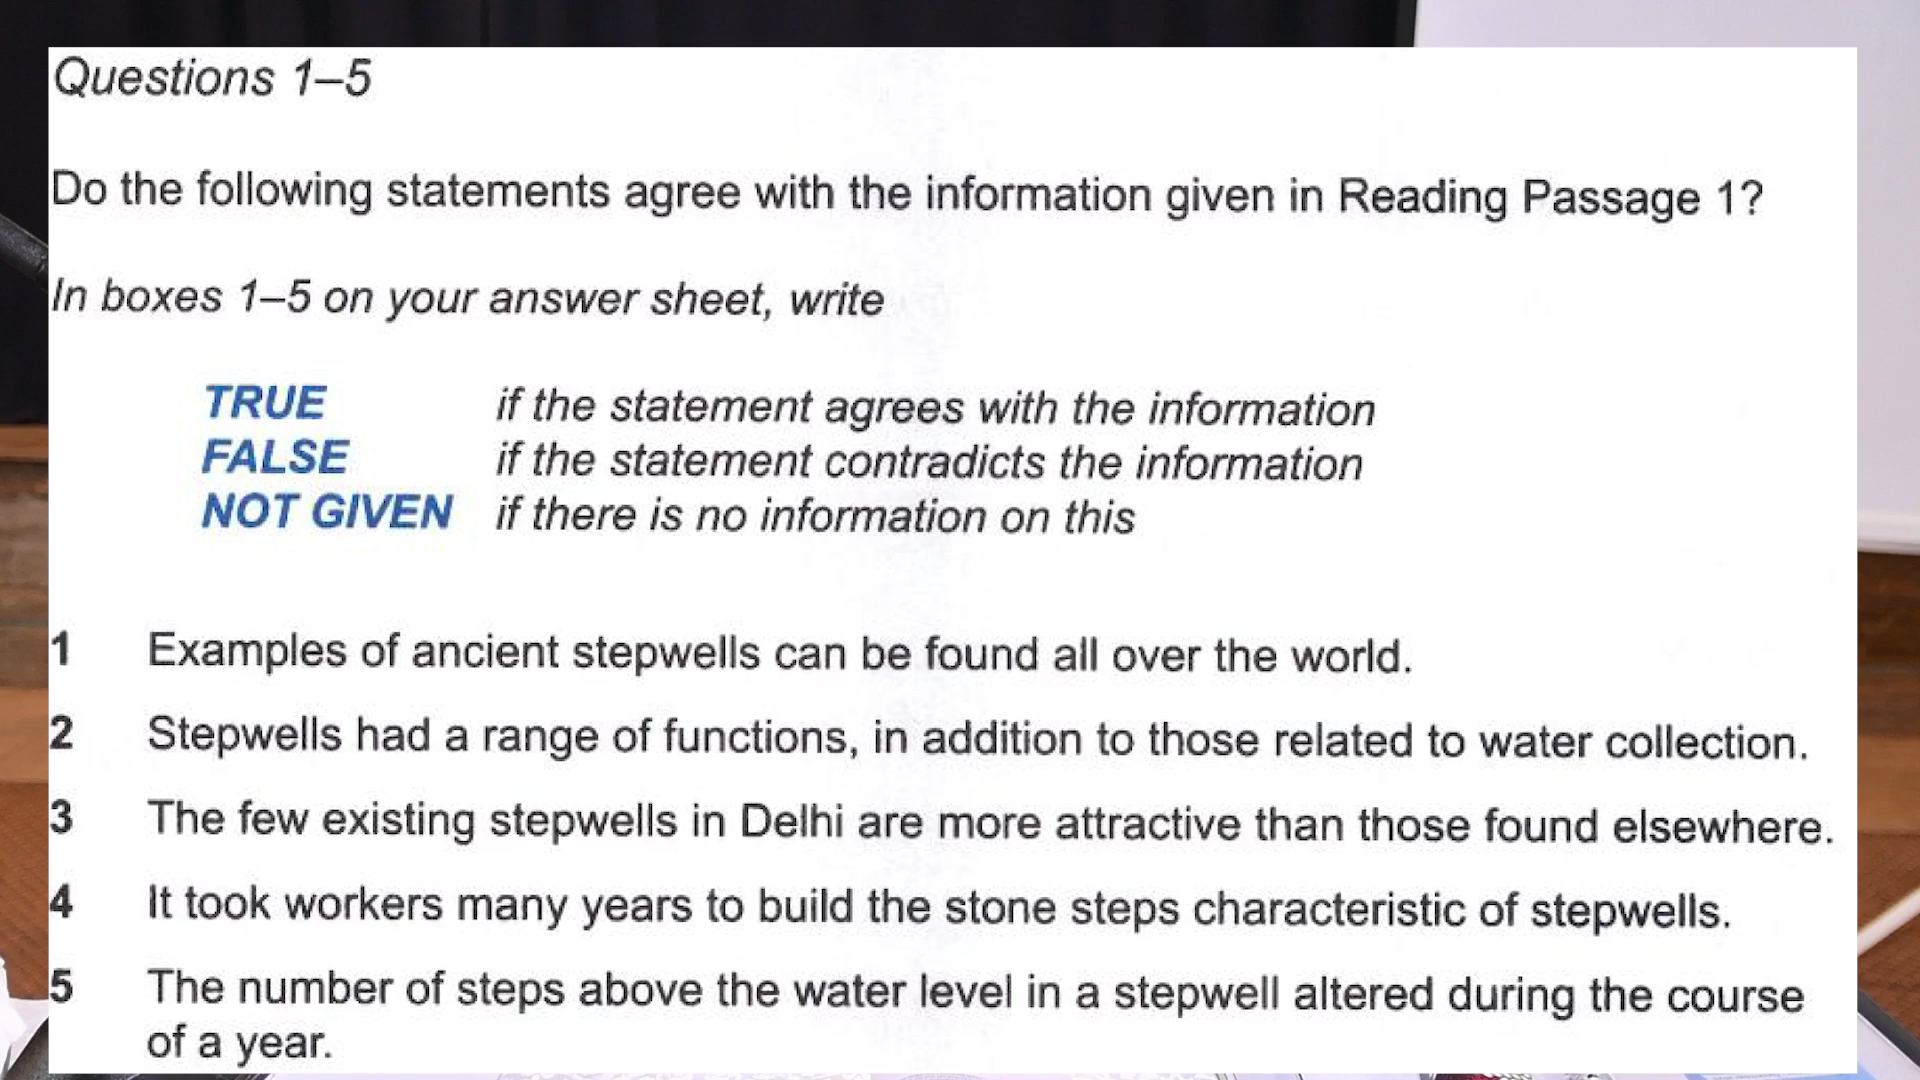 Questions 1–5
Do the following statements agree with the information given in Reading Passage 1?
In boxes 1–5 on your answer sheet, write
TRUE if the statement agrees with the information
FALSE if the statement contradicts the information
NOT GIVEN if there is no information on this
1 Examples of ancient stepwells can be found all over the world.
2 Stepwells had a range of functions, in addition to those related to water collection.
3 The few existing stepwells in Delhi are more attractive than those found elsewhere.
4 It took workers many years to build the stone steps characteristic of stepwells.
5 The number of steps above the water level in a stepwell altered during the course
of a year.